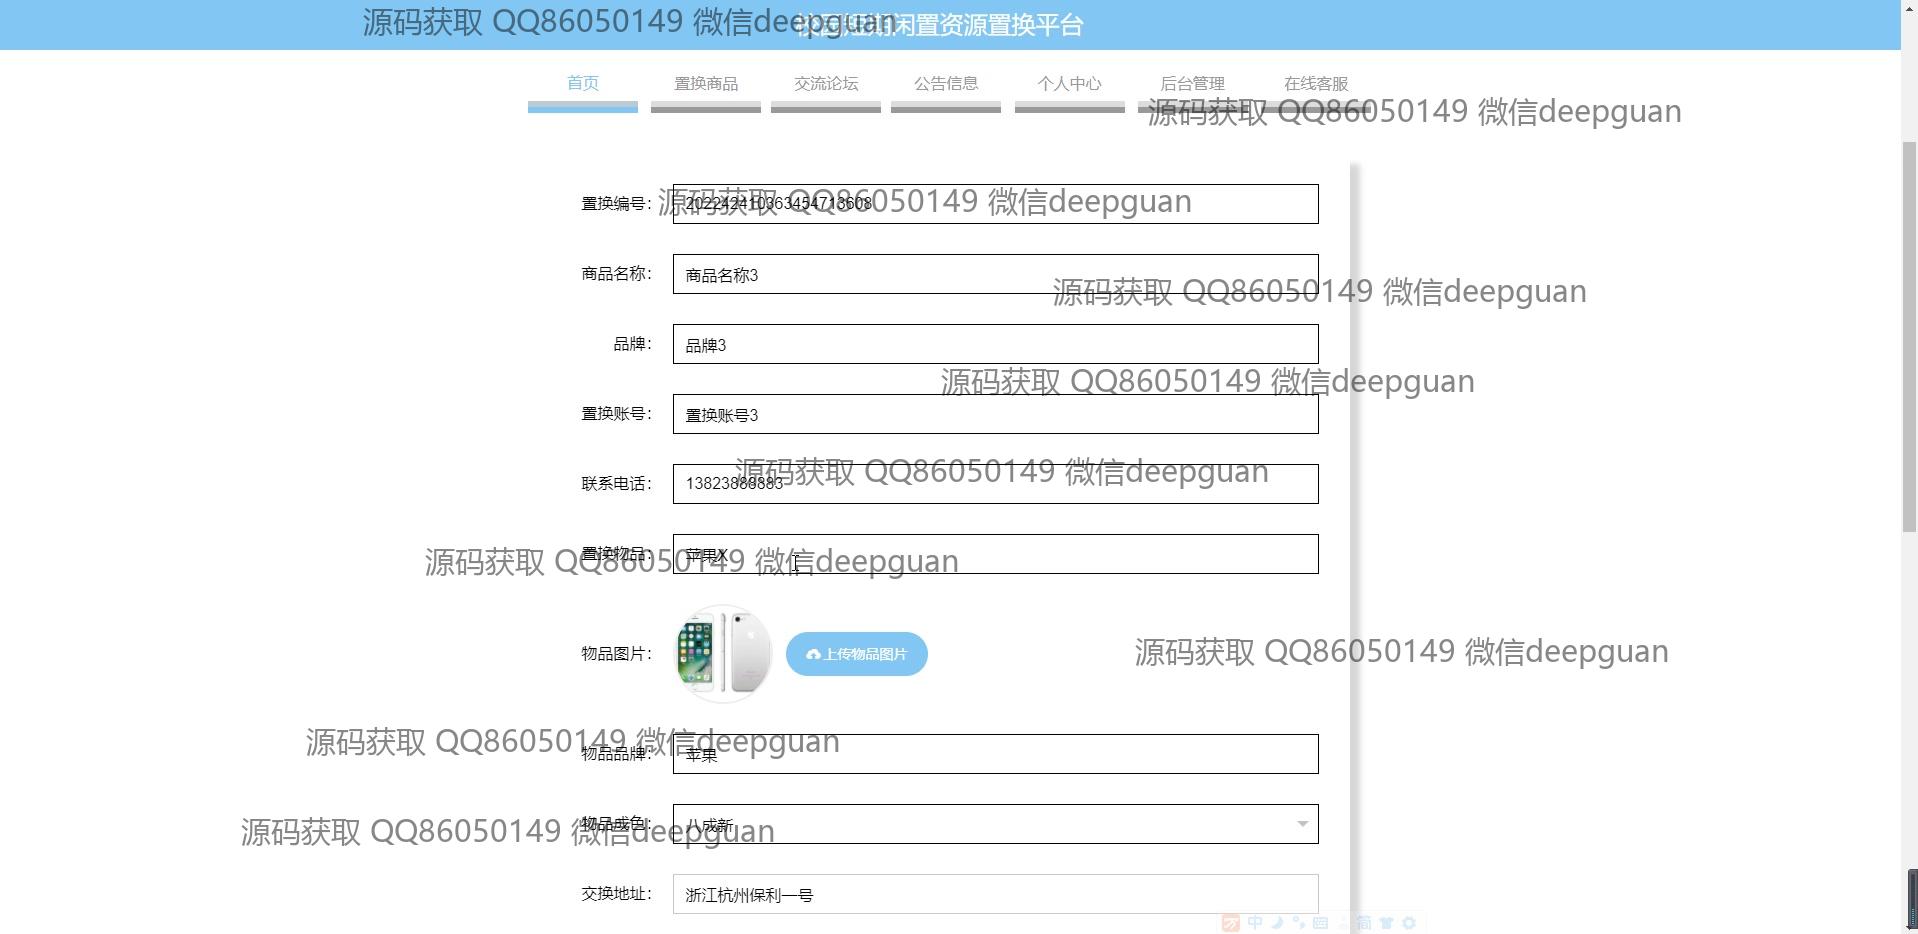 校园短期闲置资源置换平台
源码获取 QQ86050149 微信deepguan
首页 置换商品 交流论坛 公告信息 个人中心 后台管理 在线客服
源码获取 QQ86050149 微信deepguan
置换编号： 202242410363454713608
源码获取 QQ86050149 微信deepguan
商品名称： 商品名称3
源码获取 QQ86050149 微信deepguan
品牌： 品牌3
源码获取 QQ86050149 微信deepguan
置换账号： 置换账号3
源码获取 QQ86050149 微信deepguan
联系电话： 13823888883
置换物品： 苹果X
源码获取 QQ86050149 微信deepguan
物品图片： 上传物品图片
源码获取 QQ86050149 微信deepguan
源码获取 QQ86050149 微信deepguan
物品品牌： 苹果
物品成色： 八成新
源码获取 QQ86050149 微信deepguan
交换地址： 浙江杭州保利一号
中 简